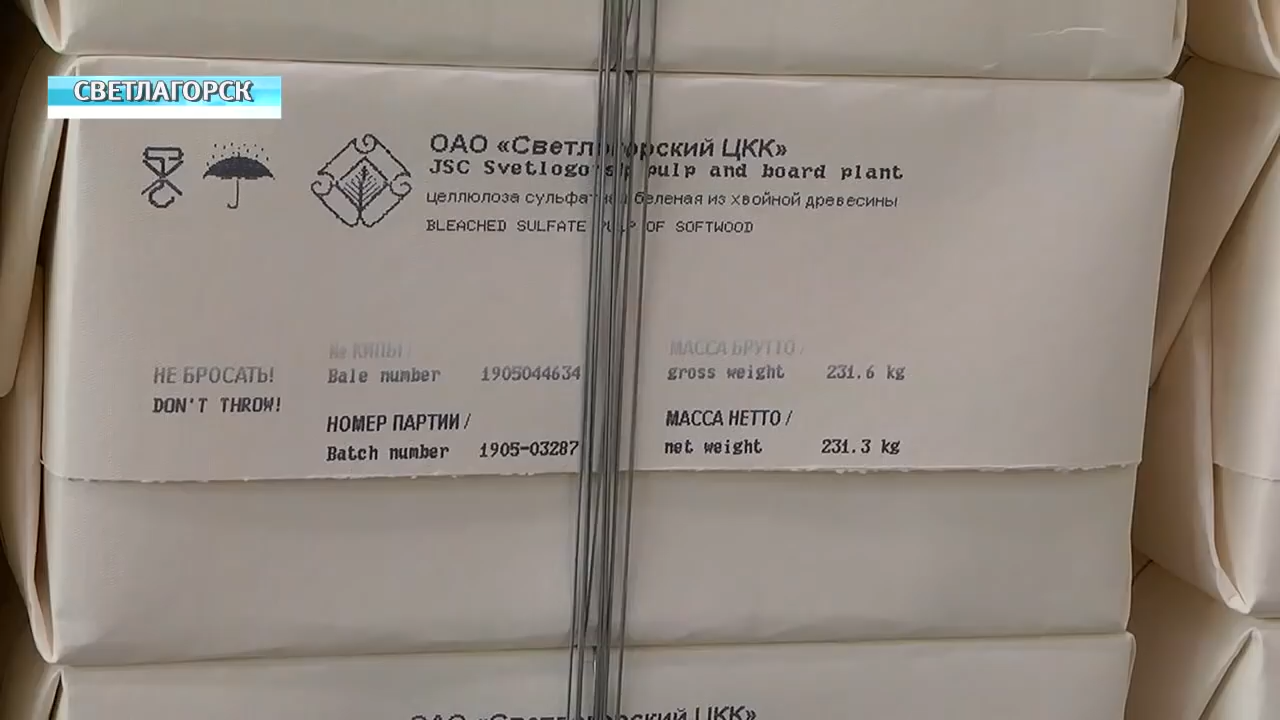 СВЕТЛАГОРСК
ОАО «Светлогорский ЦКК»
JSC Svetlogorsk pulp and board plant
целлюлоза сульфатная беленая из хвойной древесины
BLEACHED SULFATE PULP OF SOFTWOOD
НЕ БРОСАТЬ!
DON'T THROW!
№ КИПЫ /
Bale number 1905044634
МАССА БРУТТО /
gross weight 231.6 kg
НОМЕР ПАРТИИ /
Batch number 1905-03287
МАССА НЕТТО /
net weight 231.3 kg
ОАО «Светлогорский ЦКК»